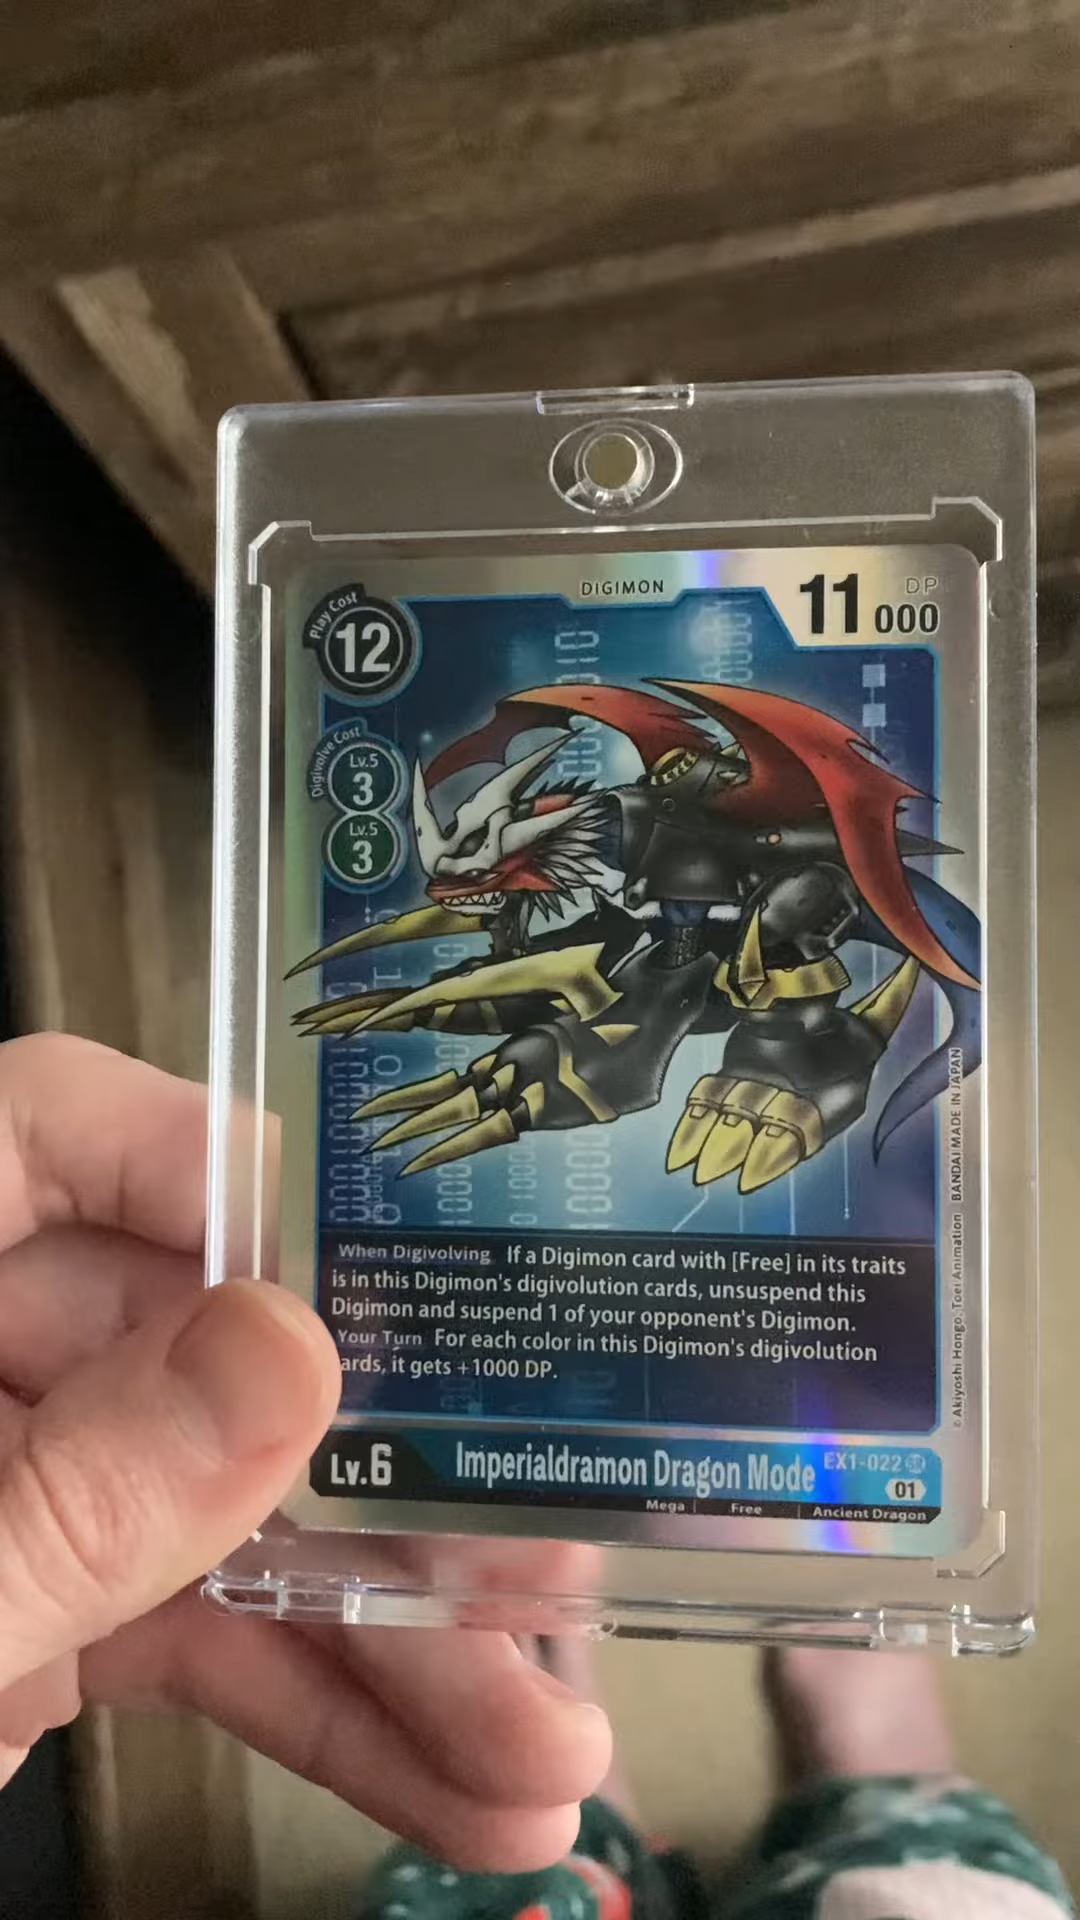 DIGIMON
11000 DP
Play Cost
12
Digivolve Cost
Lv.5
3
Lv.5
3
When Digivolving If a Digimon card with [Free] in its traits
is in this Digimon's digivolution cards, unsuspend this
Digimon and suspend 1 of your opponent's Digimon.
Your Turn For each color in this Digimon's digivolution
ards, it gets +1000 DP.
©Akiyoshi Hongo, Toei Animation BANDAI MADE IN JAPAN
Lv.6
Imperialdramon Dragon Mode
EX1-022 SR
01
Mega | Free | Ancient Dragon